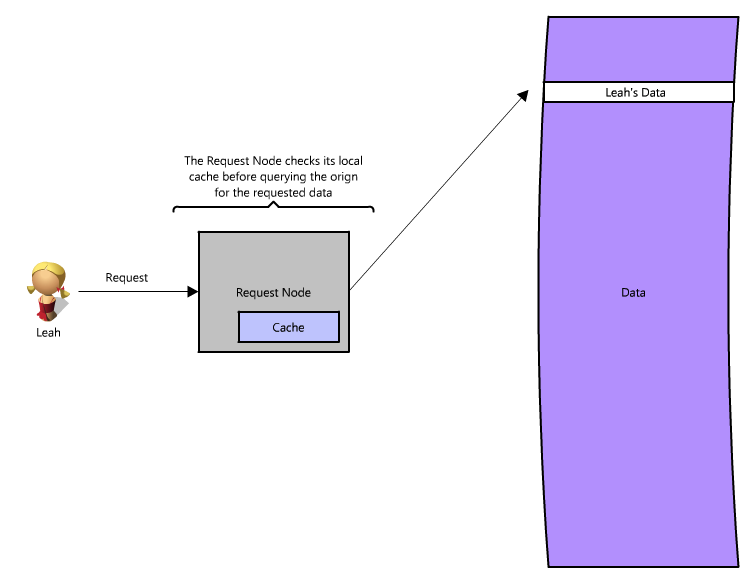 Leah's Data
The Request Node checks its local
cache before querying the orign
for the requested data
Request
Request Node
Data
Cache
Leah